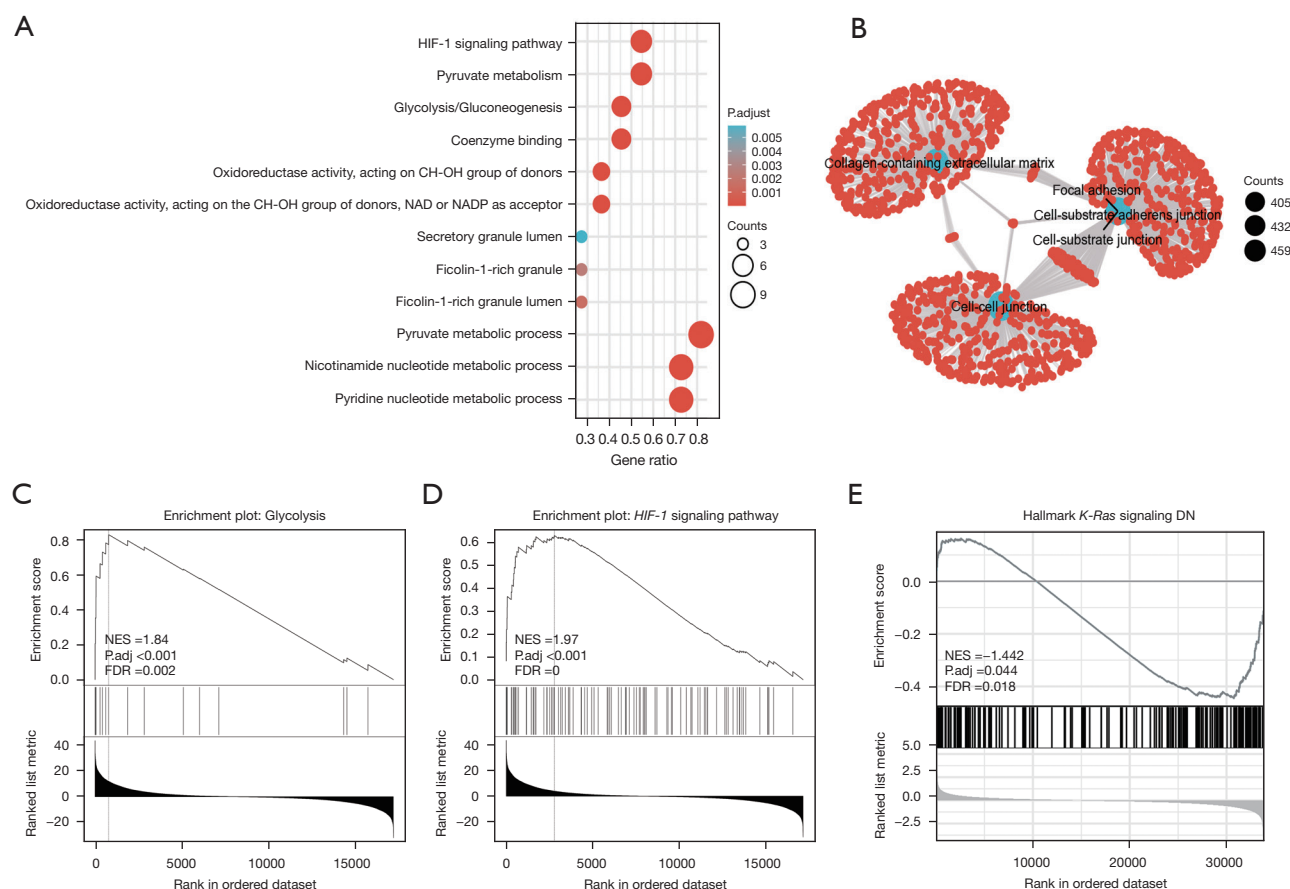 A
HIF-1 signaling pathway
Pyruvate metabolism
Glycolysis/Gluconeogenesis
Coenzyme binding
Oxidoreductase activity, acting on CH-OH group of donors
Oxidoreductase activity, acting on the CH-OH group of donors, NAD or NADP as acceptor
Secretory granule lumen
Ficolin-1-rich granule
Ficolin-1-rich granule lumen
Pyruvate metabolic process
Nicotinamide nucleotide metabolic process
Pyridine nucleotide metabolic process
0.3 0.4 0.5 0.6 0.7 0.8
Gene ratio
P.adjust
0.005
0.004
0.003
0.002
0.001
Counts
3
6
9
B
Collagen-containing extracellular matrix
Focal adhesion
Cell-substrate adherens junction
Cell-substrate junction
Cell-cell junction
Counts
405
432
459
C
Enrichment plot: Glycolysis
Enrichment score
0.8
0.6
0.4
0.2
0.0
NES =1.84
P.adj <0.001
FDR =0.002
Ranked list metric
40
20
0
−20
0 5000 10000 15000
Rank in ordered dataset
D
Enrichment plot: HIF-1 signaling pathway
Enrichment score
0.6
0.5
0.4
0.3
0.2
0.1
0.0
NES =1.97
P.adj <0.001
FDR =0
Ranked list metric
40
20
0
−20
0 5000 10000 15000
Rank in ordered dataset
E
Hallmark K-Ras signaling DN
Enrichment score
0.0
−0.2
−0.4
NES =−1.442
P.adj =0.044
FDR =0.018
Ranked list metric
5.0
2.5
0.0
−2.5
10000 20000 30000
Rank in ordered dataset